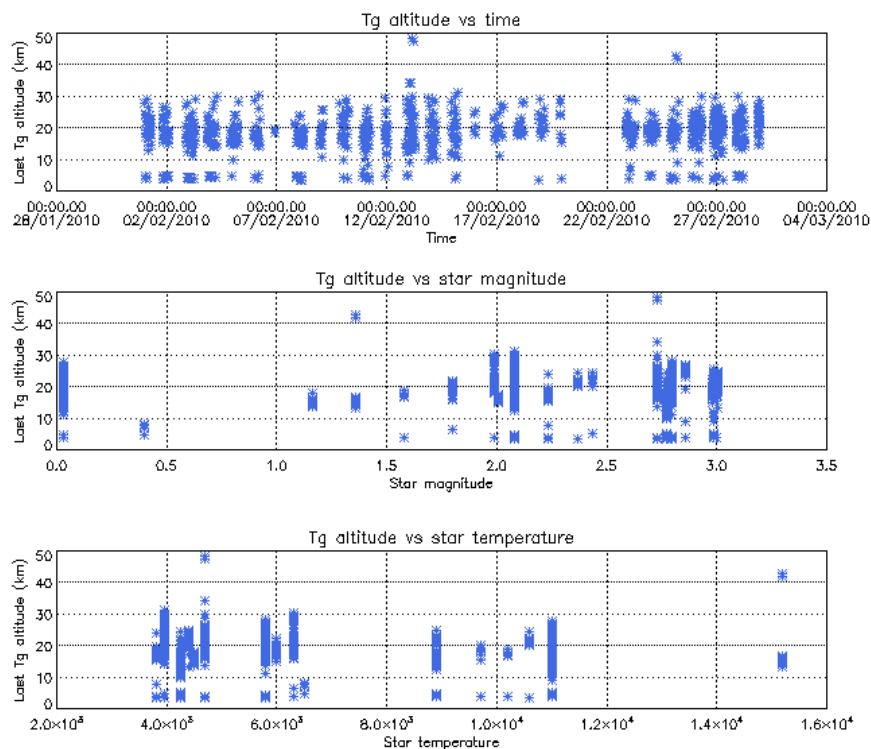 Tg altitude vs time
Last Tg altitude (km)
50
40
30
20
10
0
00:00.00 00:00.00 00:00.00 00:00.00 00:00.00 00:00.00 00:00.00 00:00.00
28/01/2010 02/02/2010 07/02/2010 12/02/2010 17/02/2010 22/02/2010 27/02/2010 04/03/2010
Time
Tg altitude vs star magnitude
Last Tg altitude (km)
50
40
30
20
10
0
0.0 0.5 1.0 1.5 2.0 2.5 3.0 3.5
Star magnitude
Tg altitude vs star temperature
Last Tg altitude (km)
50
40
30
20
10
0
2.0×10³ 4.0×10³ 6.0×10³ 8.0×10³ 1.0×10⁴ 1.2×10⁴ 1.4×10⁴ 1.6×10⁴
Star temperature